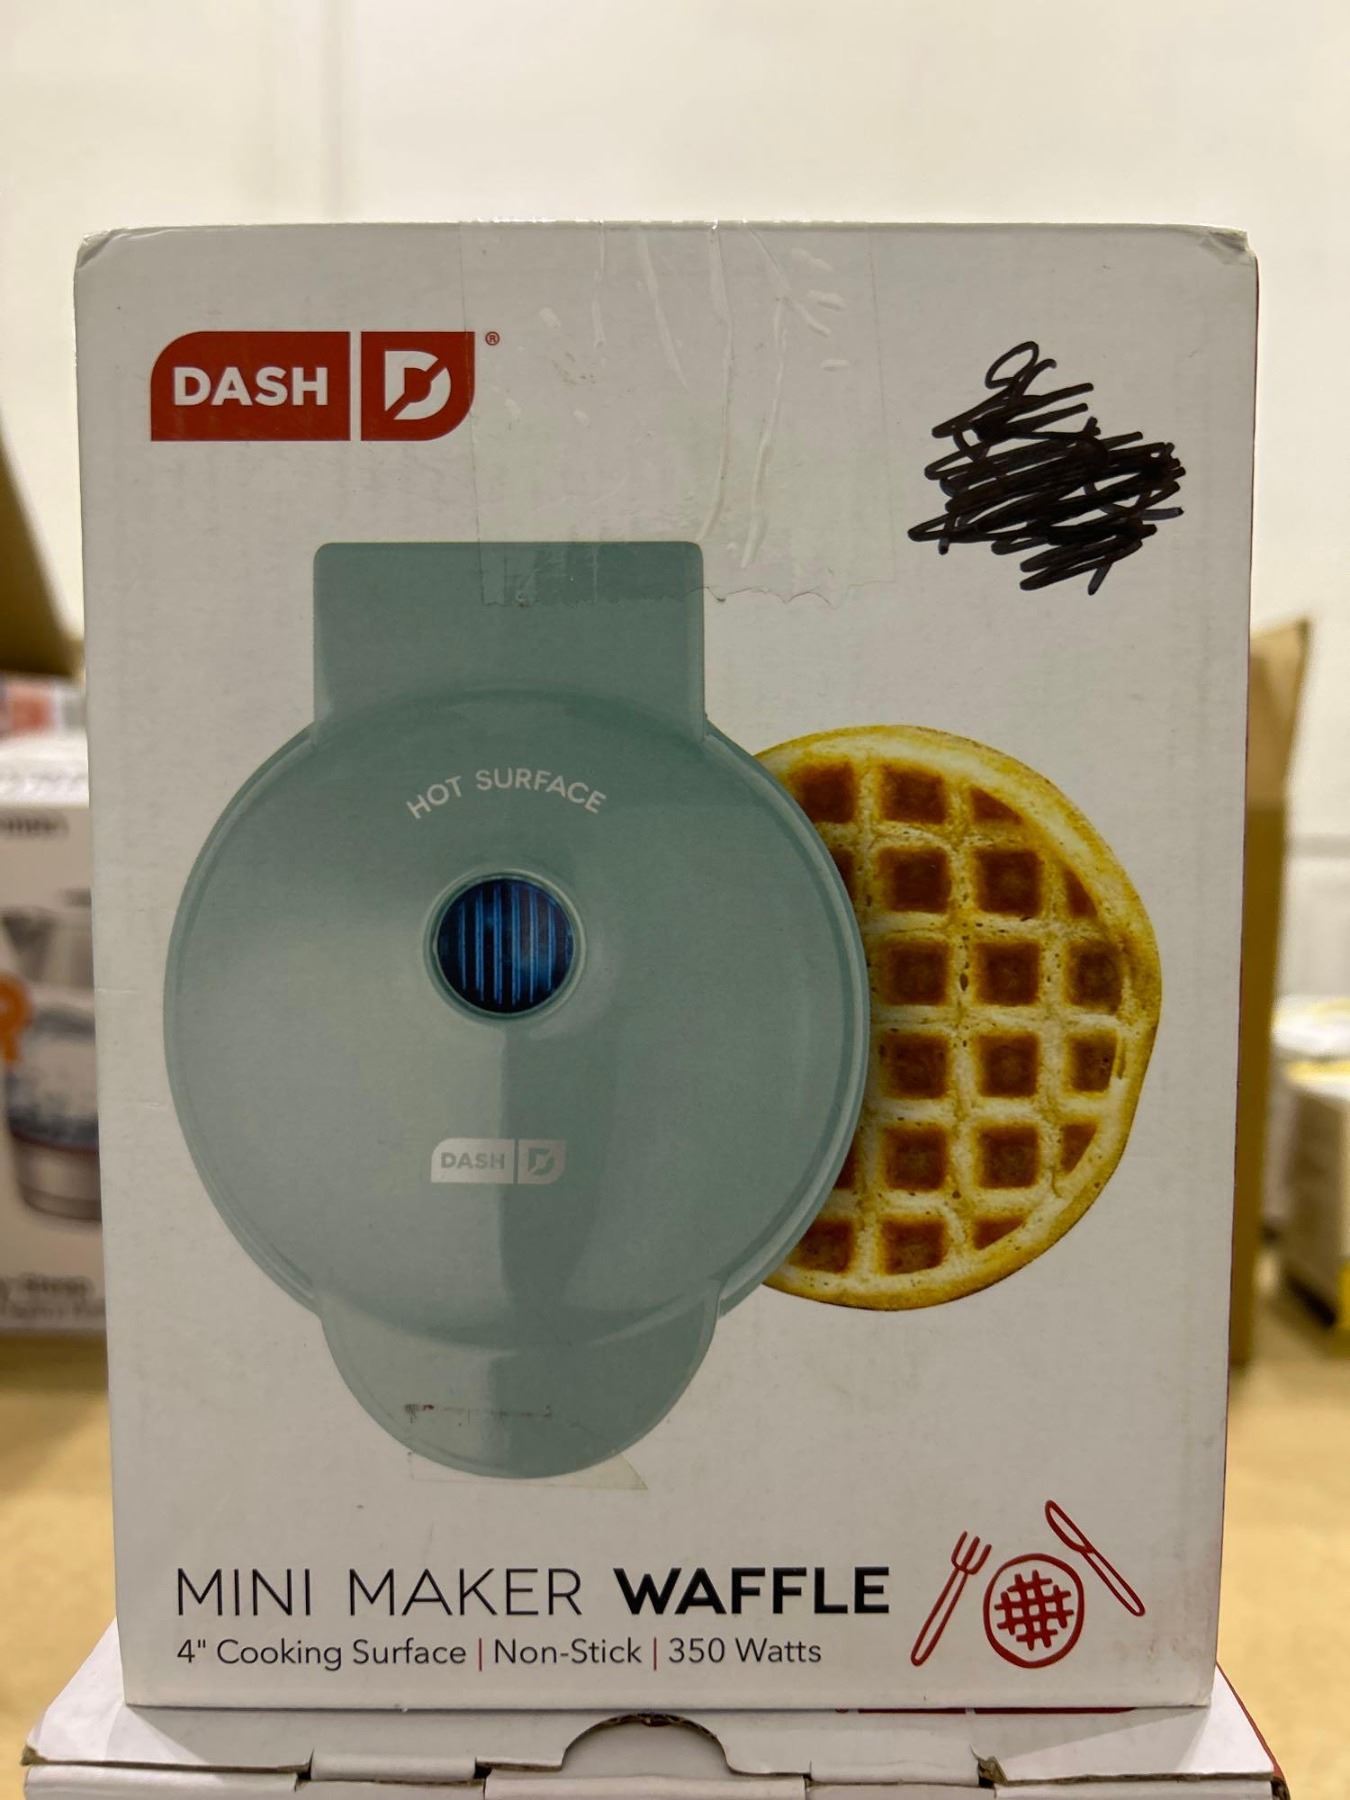 DASH D®
HOT SURFACE
DASH D
MINI MAKER WAFFLE
4" Cooking Surface | Non-Stick | 350 Watts